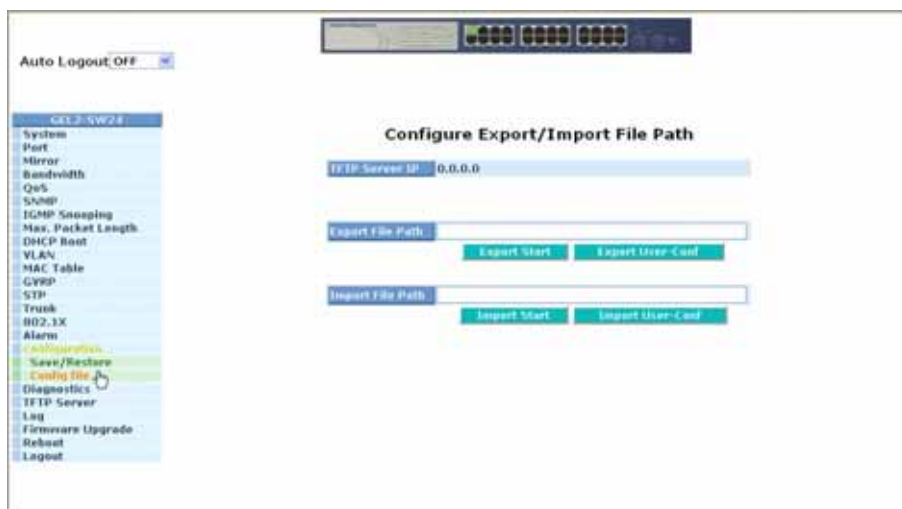 Auto Logout OFF
GEL2-SW24
System
Port
Mirror
Bandwidth
QoS
SNMP
IGMP Snooping
Max. Packet Length
DHCP Boot
VLAN
MAC Table
GVRP
STP
Trunk
802.1X
Alarm
Configuration
Save/Restore
Config file
Diagnostics
TFTP Server
Log
Firmware Upgrade
Reboot
Logout
Configure Export/Import File Path
TFTP Server IP 0.0.0.0
Export File Path
Export Start Export User-Conf
Import File Path
Import Start Import User-Conf